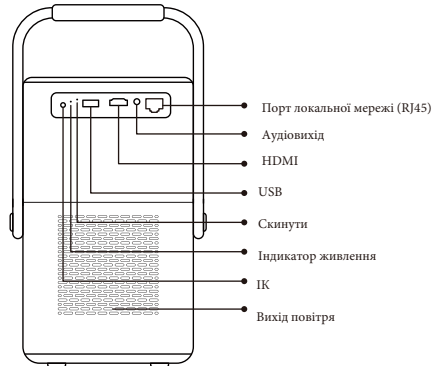 Порт локальної мережі (RJ45)
Аудіовихід
HDMI
USB
Скинути
Індикатор живлення
ІК
Вихід повітря